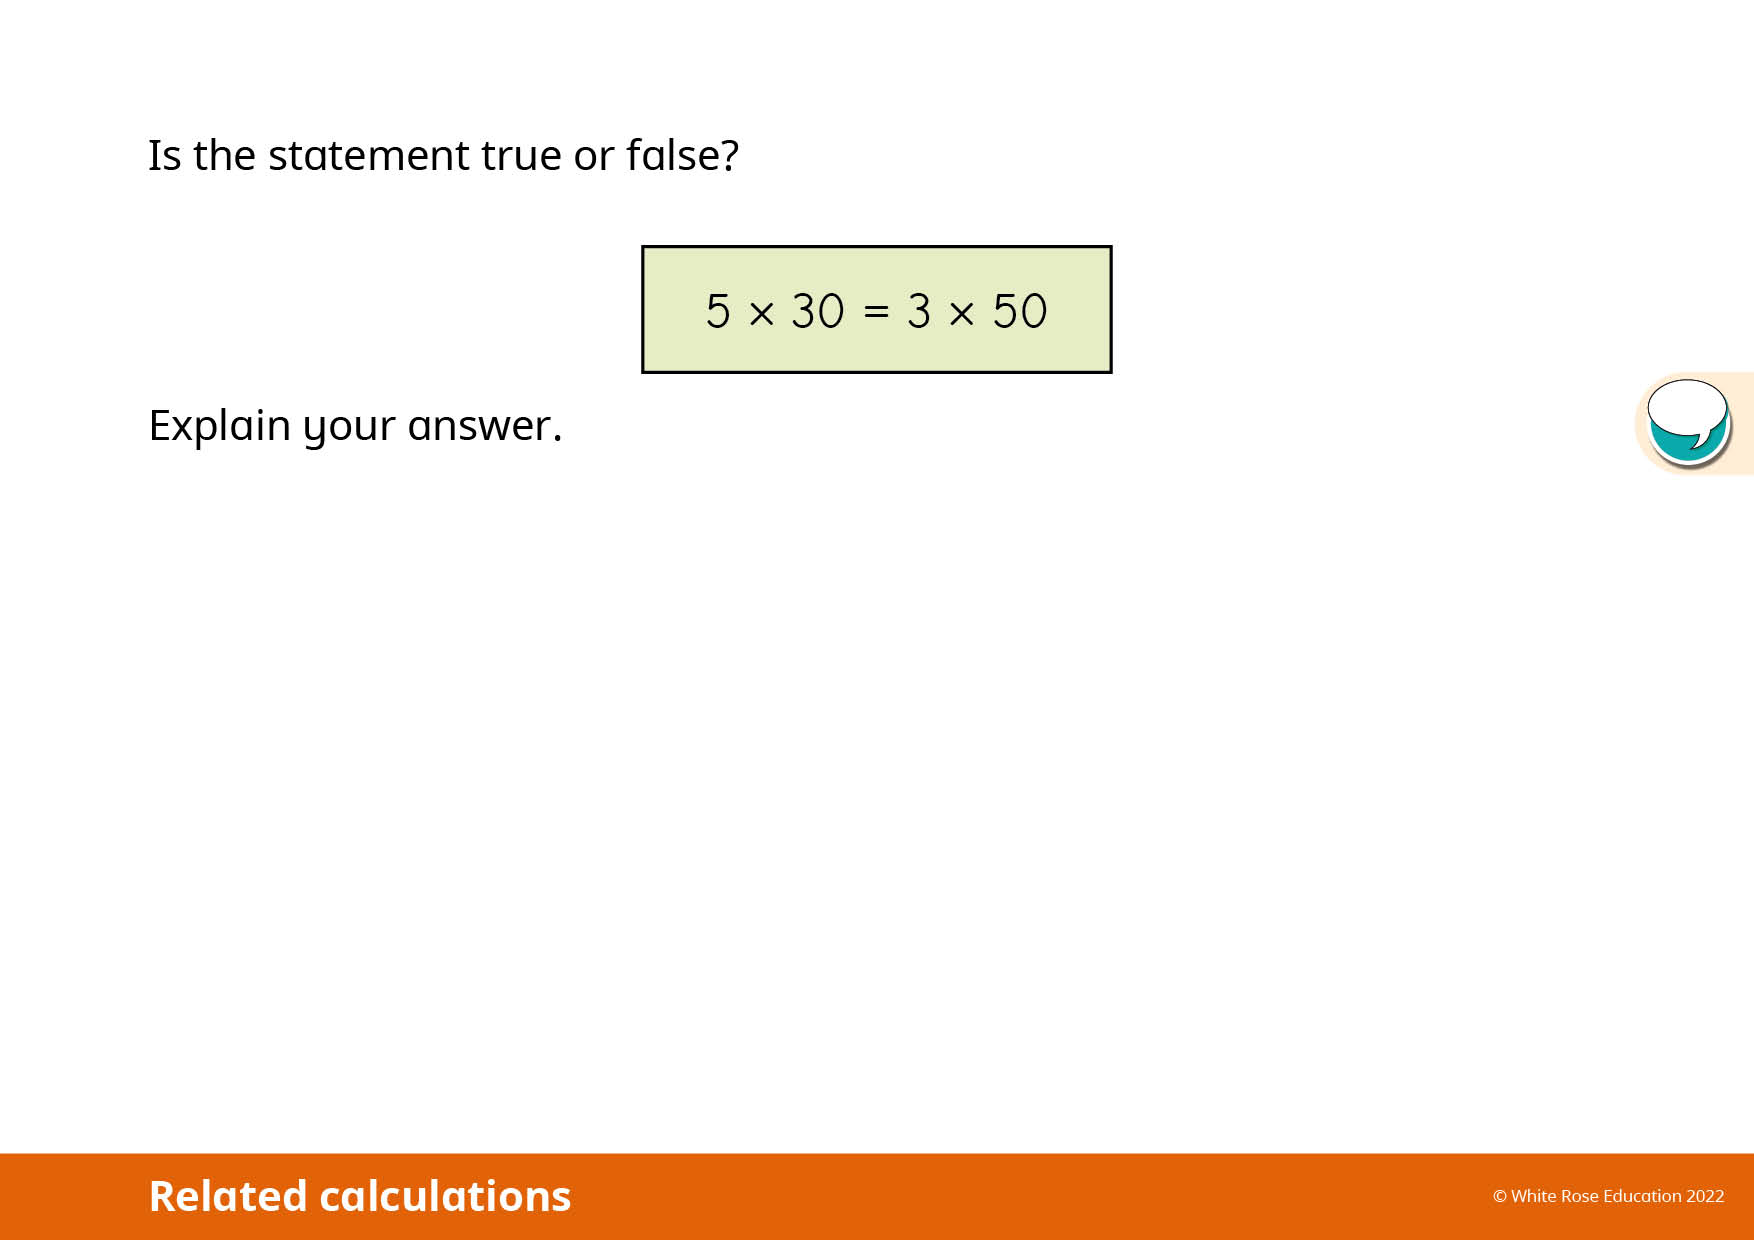 Is the statement true or false?
5 × 30 = 3 × 50
Explain your answer.
Related calculations
© White Rose Education 2022